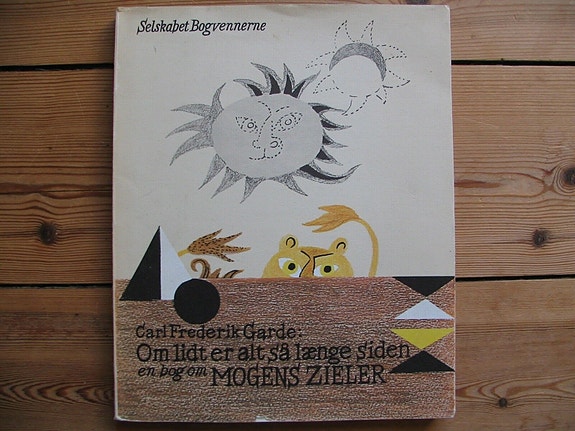 Selskabet Bogvennerne
Carl Frederik Garde:
Om lidt er alt så længe siden
en bog om MOGENS ZIELER